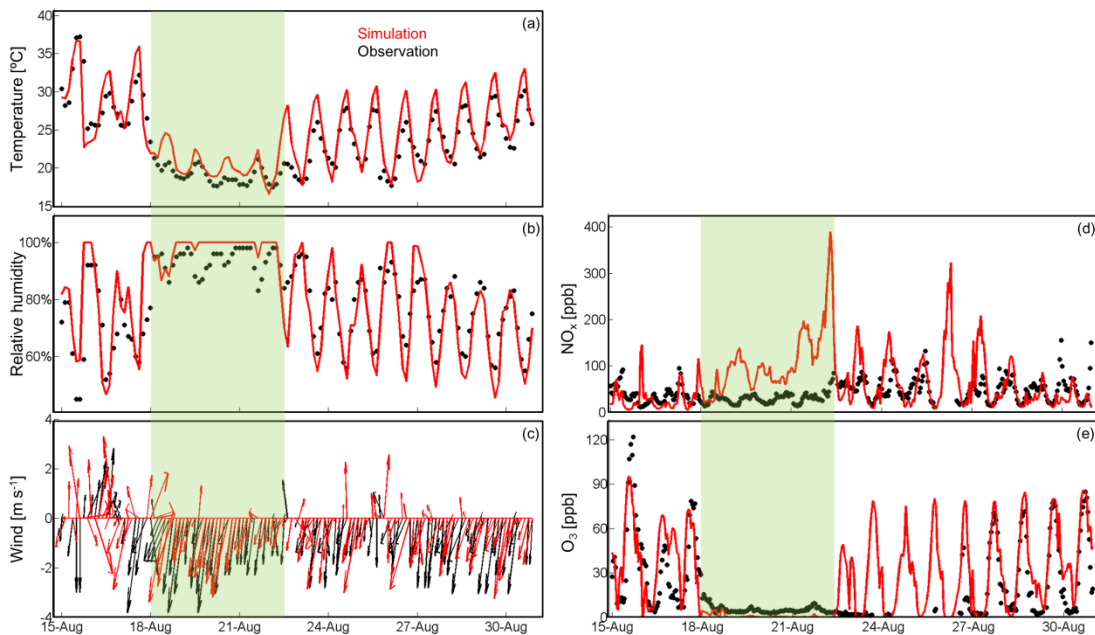 (a)
Simulation
Observation
Temperature [ºC]
40
35
30
25
20
15
(b)
Relative humidity
100%
80%
60%
(c)
Wind [m s⁻¹]
4
2
0
-2
-4
15-Aug 18-Aug 21-Aug 24-Aug 27-Aug 30-Aug
(d)
NOₓ [ppb]
400
300
200
100
0
(e)
O₃ [ppb]
120
90
60
30
0
15-Aug 18-Aug 21-Aug 24-Aug 27-Aug 30-Aug